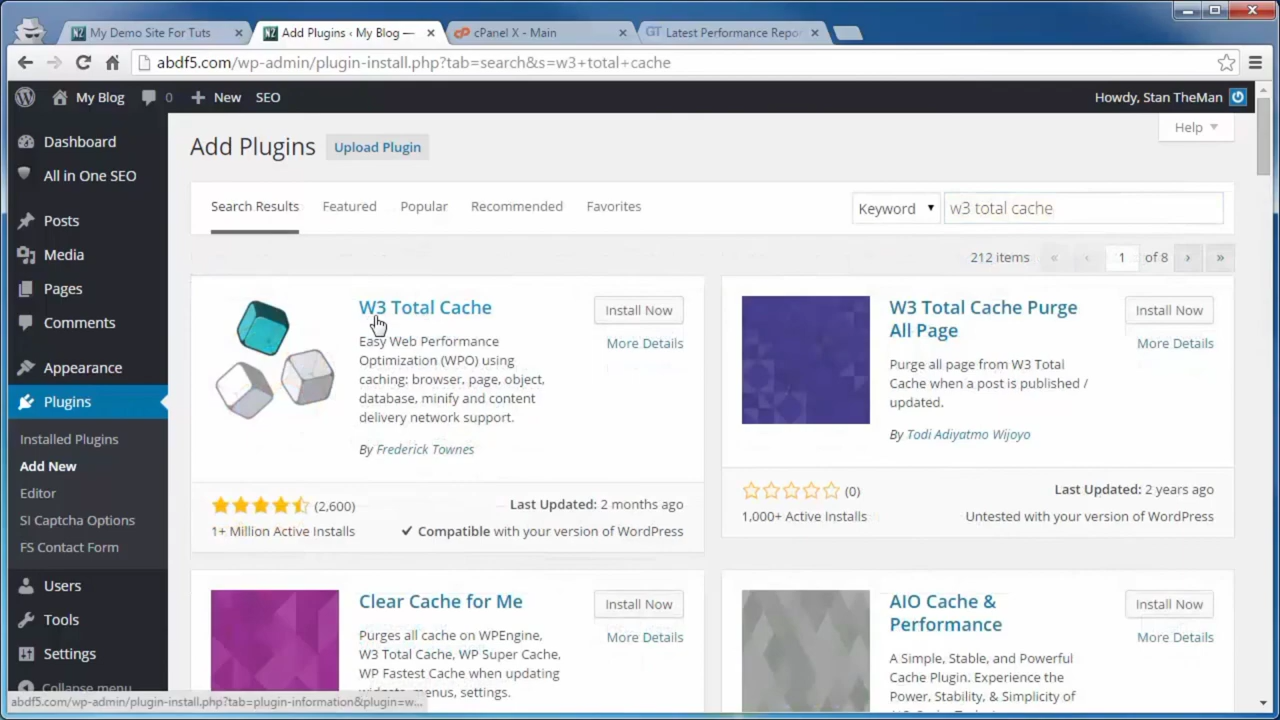 My Demo Site For Tuts
Add Plugins ‹ My Blog —
cPanel X - Main
GT Latest Performance Repo
abdf5.com/wp-admin/plugin-install.php?tab=search&s=w3+total+cache
My Blog
0
New
SEO
Howdy, Stan TheMan
Dashboard
All in One SEO
Posts
Media
Pages
Comments
Appearance
Plugins
Installed Plugins
Add New
Editor
SI Captcha Options
FS Contact Form
Users
Tools
Settings
Collapse menu
Add Plugins
Upload Plugin
Help
Search Results
Featured
Popular
Recommended
Favorites
Keyword
w3 total cache
212 items
«
‹
1
of 8
›
»
W3 Total Cache
Install Now
More Details
Easy Web Performance
Optimization (WPO) using
caching: browser, page, object,
database, minify and content
delivery network support.
By Frederick Townes
(2,600)
1+ Million Active Installs
Last Updated: 2 months ago
Compatible with your version of WordPress
W3 Total Cache Purge
All Page
Install Now
More Details
Purge all page from W3 Total
Cache when a post is published /
updated.
By Todi Adiyatmo Wijoyo
(0)
1,000+ Active Installs
Last Updated: 2 years ago
Untested with your version of WordPress
Clear Cache for Me
Install Now
More Details
Purges all cache on WPEngine,
W3 Total Cache, WP Super Cache,
WP Fastest Cache when updating
widgets, menus, settings.
AIO Cache &
Performance
Install Now
More Details
A Simple, Stable, and Powerful
Cache Plugin. Experience the
Power, Stability, & Simplicity of
abdf5.com/wp-admin/plugin-install.php?tab=plugin-information&plugin=w...